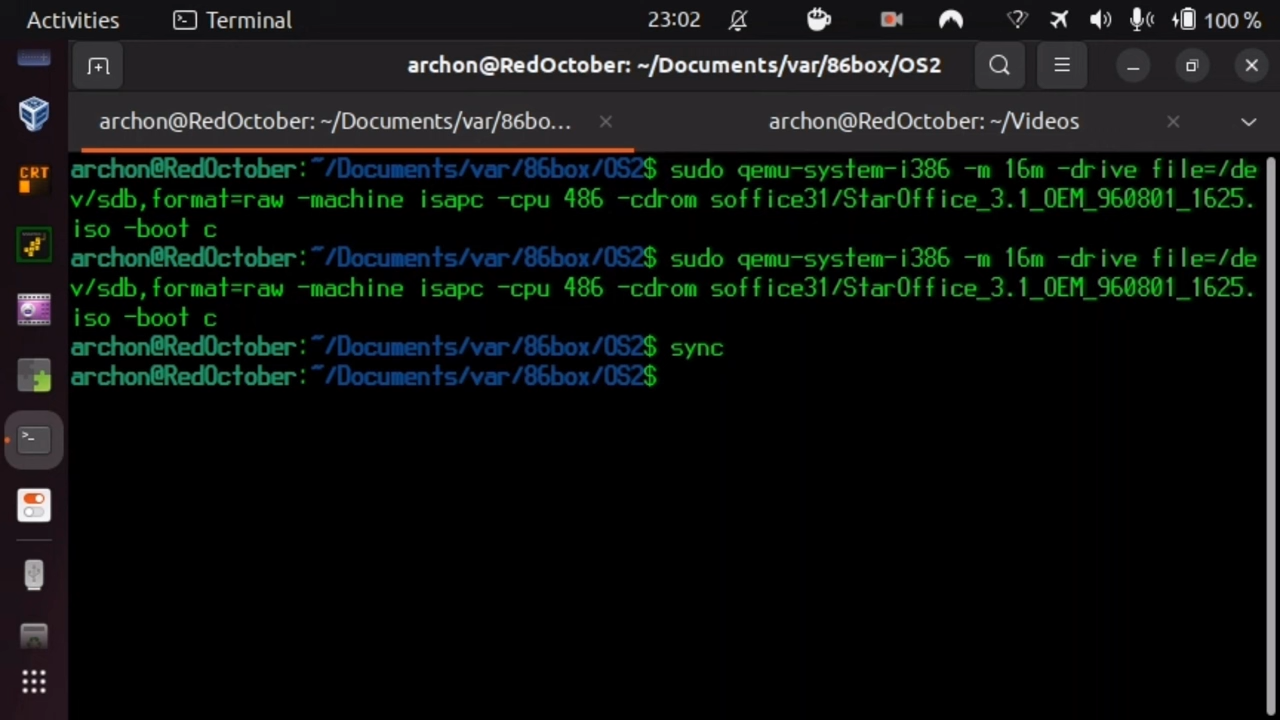 Activities Terminal 23:02 100 %
archon@RedOctober: ~/Documents/var/86box/OS2
archon@RedOctober: ~/Documents/var/86bo... archon@RedOctober: ~/Videos
CRT
archon@RedOctober:~/Documents/var/86box/OS2$ sudo qemu-system-i386 -m 16m -drive file=/de
v/sdb,format=raw -machine isapc -cpu 486 -cdrom soffice31/StarOffice_3.1_OEM_960801_1625.
iso -boot c
archon@RedOctober:~/Documents/var/86box/OS2$ sudo qemu-system-i386 -m 16m -drive file=/de
v/sdb,format=raw -machine isapc -cpu 486 -cdrom soffice31/StarOffice_3.1_OEM_960801_1625.
iso -boot c
archon@RedOctober:~/Documents/var/86box/OS2$ sync
archon@RedOctober:~/Documents/var/86box/OS2$